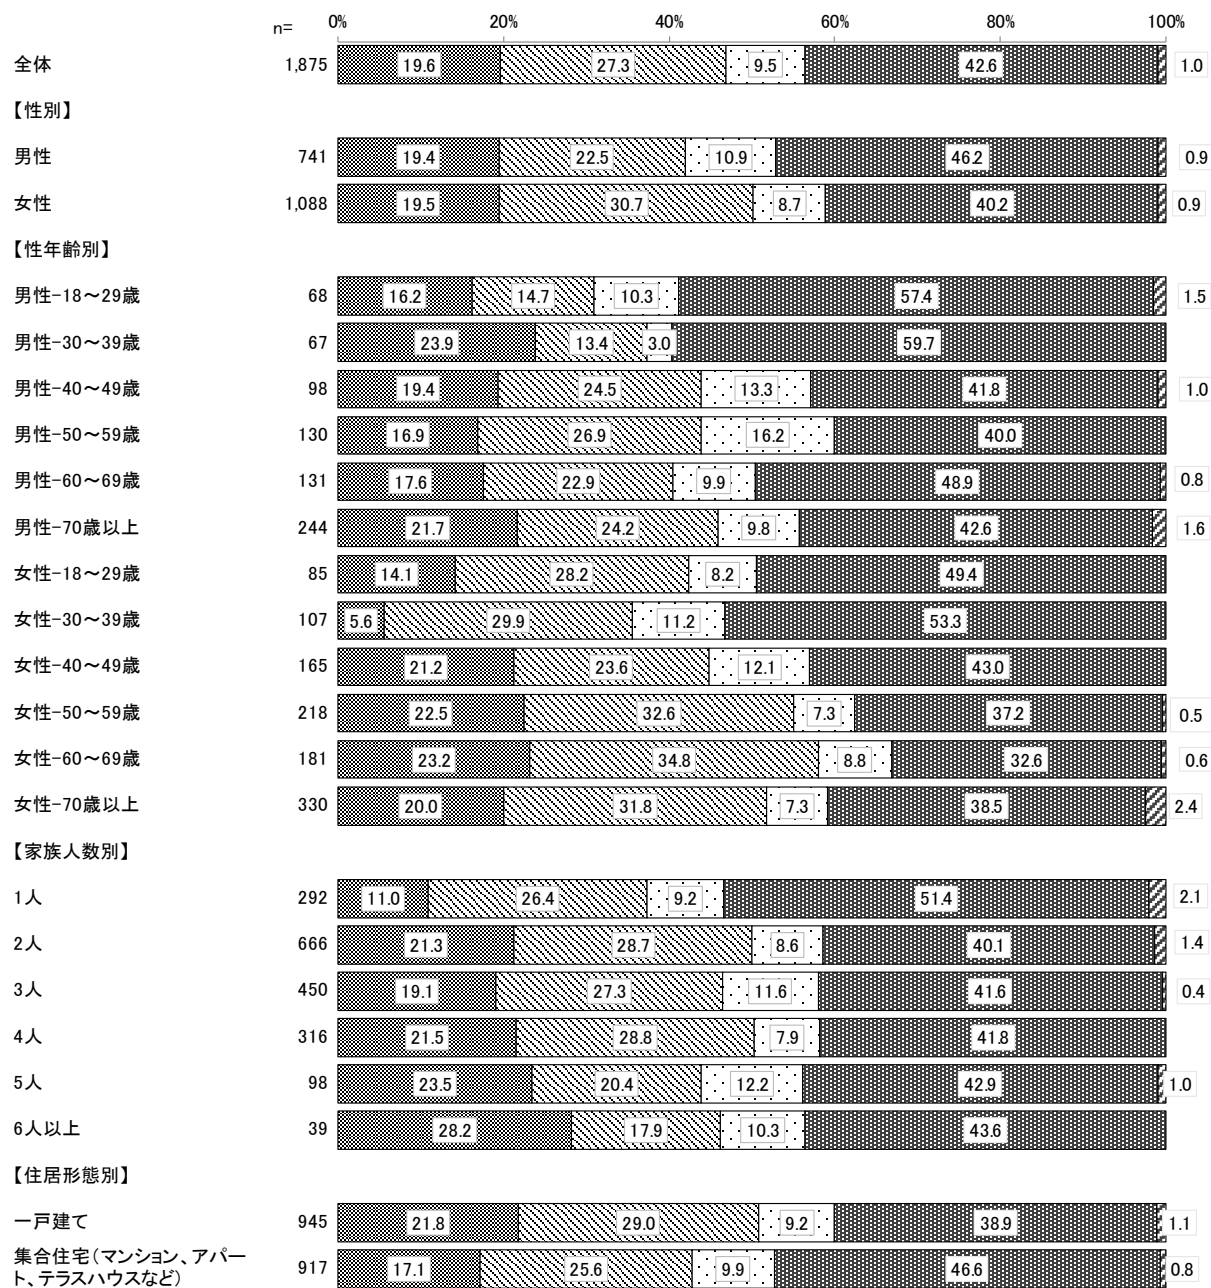 n= 0% 20% 40% 60% 80% 100%
全体 1,875 19.6 27.3 9.5 42.6 1.0
【性別】
男性 741 19.4 22.5 10.9 46.2 0.9
女性 1,088 19.5 30.7 8.7 40.2 0.9
【性年齢別】
男性-18～29歳 68 16.2 14.7 10.3 57.4 1.5
男性-30～39歳 67 23.9 13.4 3.0 59.7
男性-40～49歳 98 19.4 24.5 13.3 41.8 1.0
男性-50～59歳 130 16.9 26.9 16.2 40.0
男性-60～69歳 131 17.6 22.9 9.9 48.9 0.8
男性-70歳以上 244 21.7 24.2 9.8 42.6 1.6
女性-18～29歳 85 14.1 28.2 8.2 49.4
女性-30～39歳 107 5.6 29.9 11.2 53.3
女性-40～49歳 165 21.2 23.6 12.1 43.0
女性-50～59歳 218 22.5 32.6 7.3 37.2 0.5
女性-60～69歳 181 23.2 34.8 8.8 32.6 0.6
女性-70歳以上 330 20.0 31.8 7.3 38.5 2.4
【家族人数別】
1人 292 11.0 26.4 9.2 51.4 2.1
2人 666 21.3 28.7 8.6 40.1 1.4
3人 450 19.1 27.3 11.6 41.6 0.4
4人 316 21.5 28.8 7.9 41.8
5人 98 23.5 20.4 12.2 42.9 1.0
6人以上 39 28.2 17.9 10.3 43.6
【住居形態別】
一戸建て 945 21.8 29.0 9.2 38.9 1.1
集合住宅（マンション、アパー
ト、テラスハウスなど） 917 17.1 25.6 9.9 46.6 0.8